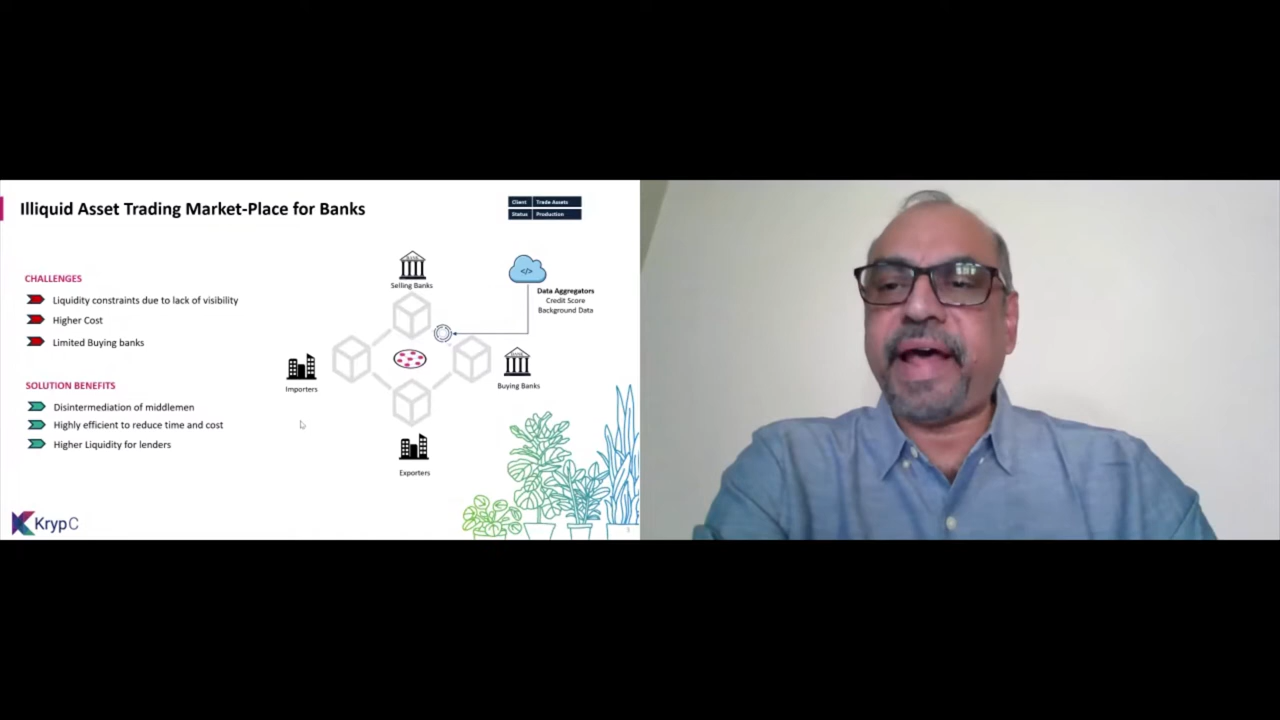 Illiquid Asset Trading Market-Place for Banks
Client Trade Assets
Status Production
CHALLENGES
Liquidity constraints due to lack of visibility
Higher Cost
Limited Buying banks
SOLUTION BENEFITS
Disintermediation of middlemen
Highly efficient to reduce time and cost
Higher Liquidity for lenders
BANK
Selling Banks
</>
Data Aggregators
Credit Score
Background Data
Importers
BANK
Buying Banks
Exporters
KrypC